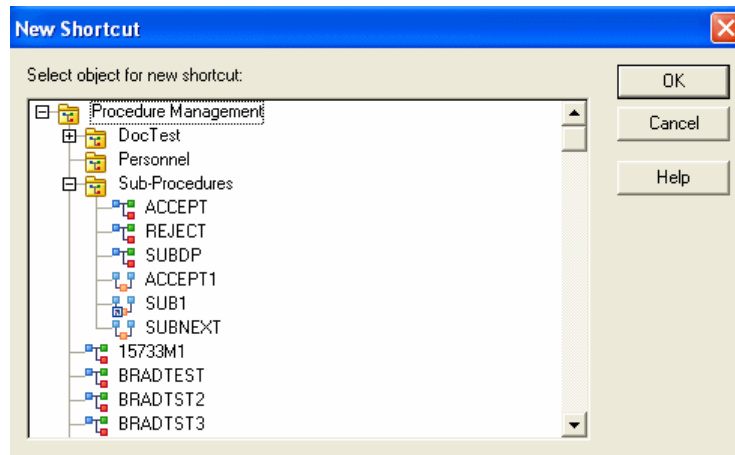 New Shortcut
Select object for new shortcut:
OK
Cancel
Help
Procedure Management
DocTest
Personnel
Sub-Procedures
ACCEPT
REJECT
SUBDP
ACCEPT1
SUB1
SUBNEXT
15733M1
BRADTEST
BRADTST2
BRADTST3